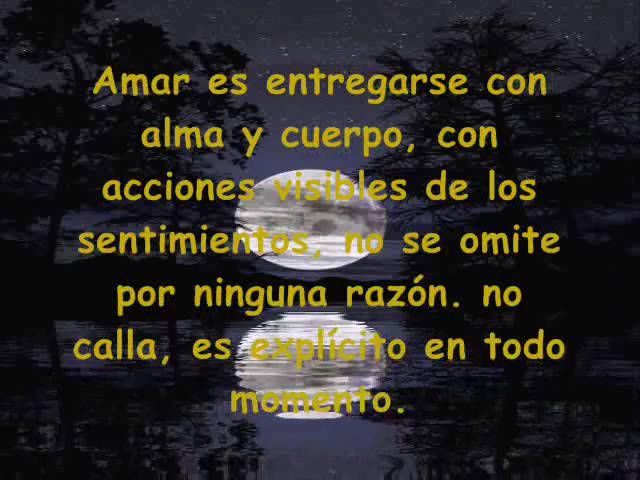 Amar es entregarse con
alma y cuerpo, con
acciones visibles de los
sentimientos, no se omite
por ninguna razón. no
calla, es explícito en todo
momento.